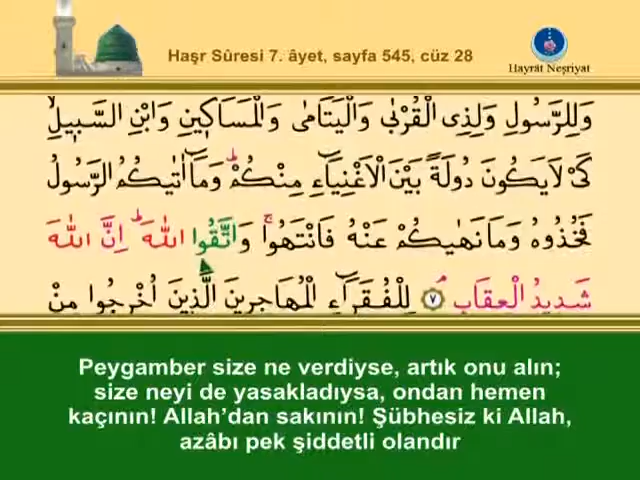 Haşr Sûresi 7. âyet, sayfa 545, cüz 28
Hayrât Neşriyat
وَلِلرَّسُولِ وَلِذِى الْقُرْبٰى وَالْيَتَامٰى وَالْمَسَاكٖينِ وَابْنِ السَّبٖيلِۙ
كَىْ لَا يَكُونَ دُولَةً بَيْنَ الْاَغْنِيَٓاءِ مِنْكُمْؕ وَمَٓا اٰتٰيكُمُ الرَّسُولُ
فَخُذُوهُ وَمَا نَهٰيكُمْ عَنْهُ فَانْتَهُواۚ وَاتَّقُوا اللّٰهَؕ اِنَّ اللّٰهَ
شَدٖيدُ الْعِقَابِۘ ﴿٧﴾ لِلْفُقَرَٓاءِ الْمُهَاجِرٖينَ الَّذٖينَ اُخْرِجُوا مِنْ
Peygamber size ne verdiyse, artık onu alın;
size neyi de yasakladıysa, ondan hemen
kaçının! Allah’dan sakının! Şübhesiz ki Allah,
azâbı pek şiddetli olandır